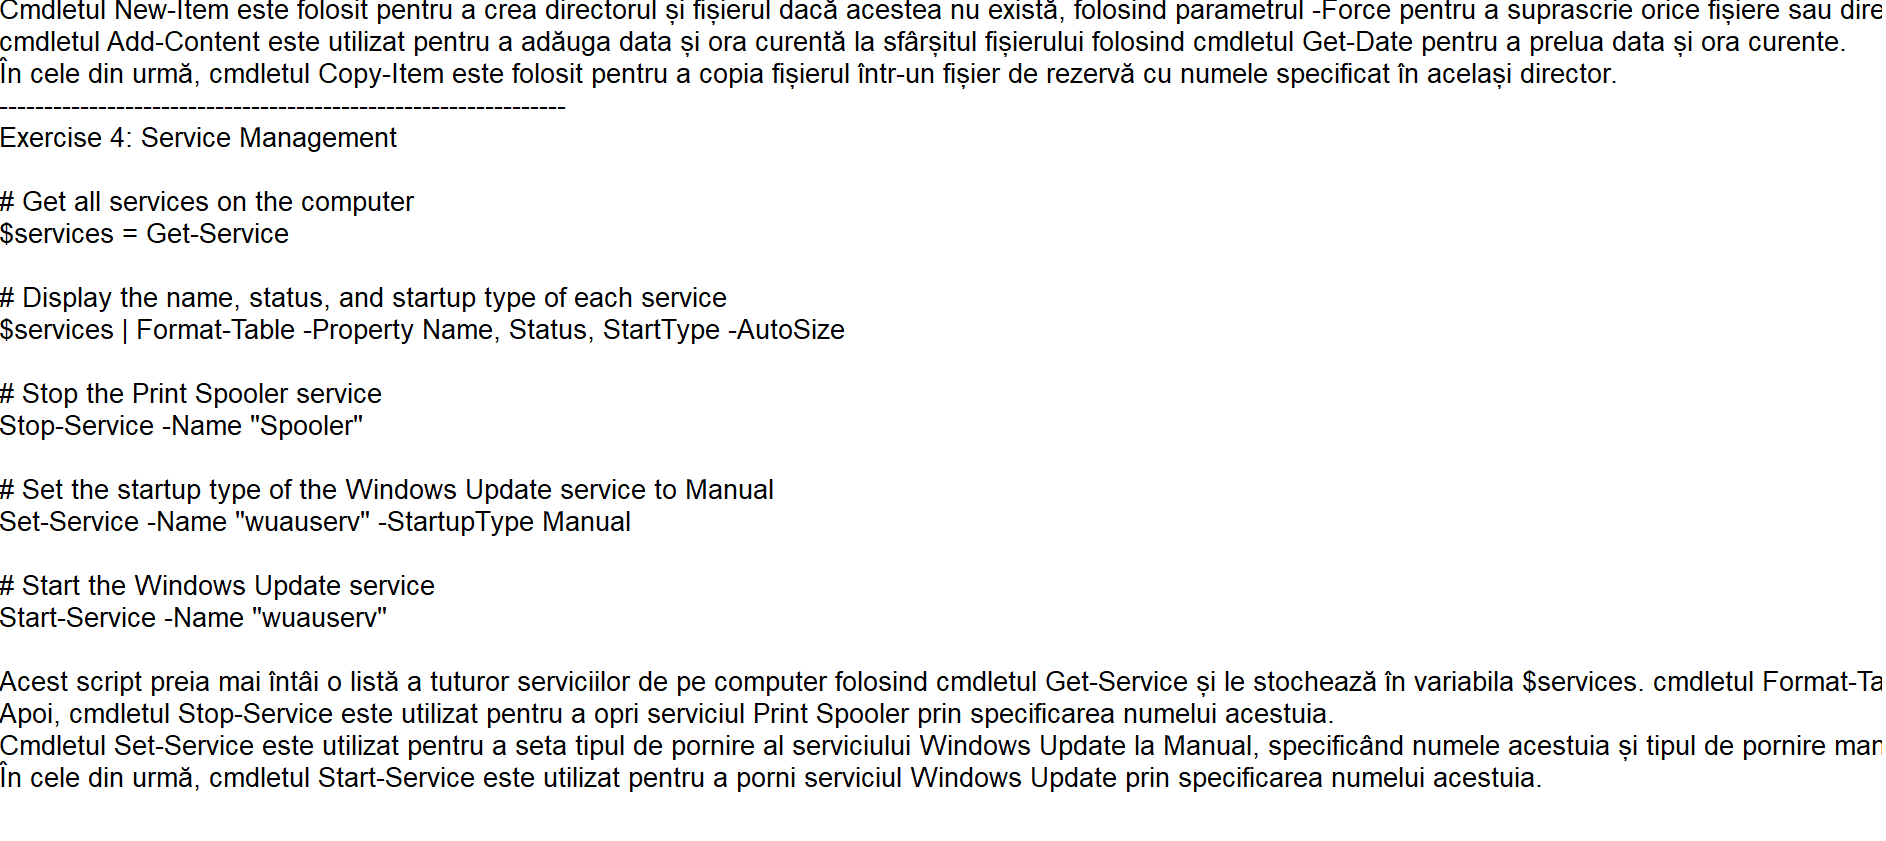 Cmdletul New-Item este folosit pentru a crea directorul și fișierul dacă acestea nu există, folosind parametrul -Force pentru a suprascrie orice fișiere sau dire
cmdletul Add-Content este utilizat pentru a adăuga data și ora curentă la sfârșitul fișierului folosind cmdletul Get-Date pentru a prelua data și ora curente.
În cele din urmă, cmdletul Copy-Item este folosit pentru a copia fișierul într-un fișier de rezervă cu numele specificat în același director.
---------------------------------------------------------------
Exercise 4: Service Management
# Get all services on the computer
$services = Get-Service
# Display the name, status, and startup type of each service
$services | Format-Table -Property Name, Status, StartType -AutoSize
# Stop the Print Spooler service
Stop-Service -Name "Spooler"
# Set the startup type of the Windows Update service to Manual
Set-Service -Name "wuauserv" -StartupType Manual
# Start the Windows Update service
Start-Service -Name "wuauserv"
Acest script preia mai întâi o listă a tuturor serviciilor de pe computer folosind cmdletul Get-Service și le stochează în variabila $services. cmdletul Format-Ta
Apoi, cmdletul Stop-Service este utilizat pentru a opri serviciul Print Spooler prin specificarea numelui acestuia.
Cmdletul Set-Service este utilizat pentru a seta tipul de pornire al serviciului Windows Update la Manual, specificând numele acestuia și tipul de pornire man
În cele din urmă, cmdletul Start-Service este utilizat pentru a porni serviciul Windows Update prin specificarea numelui acestuia.